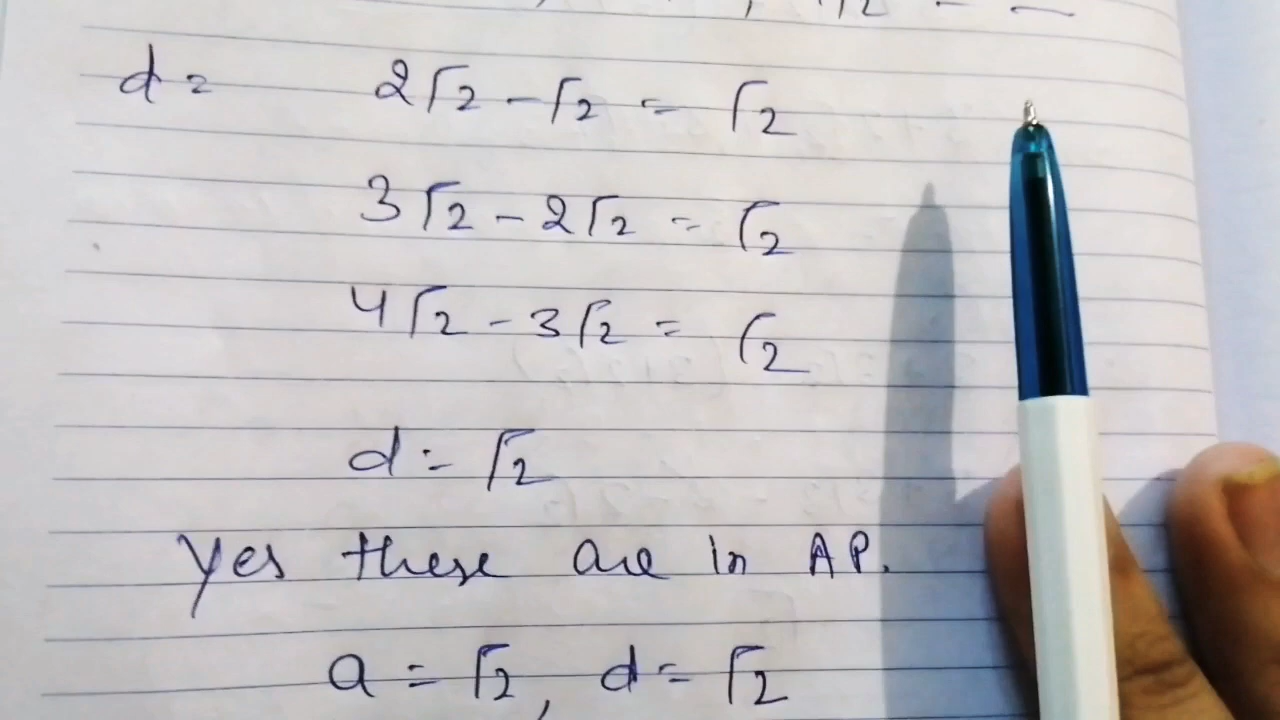 d = 2√2 - √2 = √2
3√2 - 2√2 = √2
4√2 - 3√2 = √2
d = √2
Yes these are in AP.
a = √2, d = √2